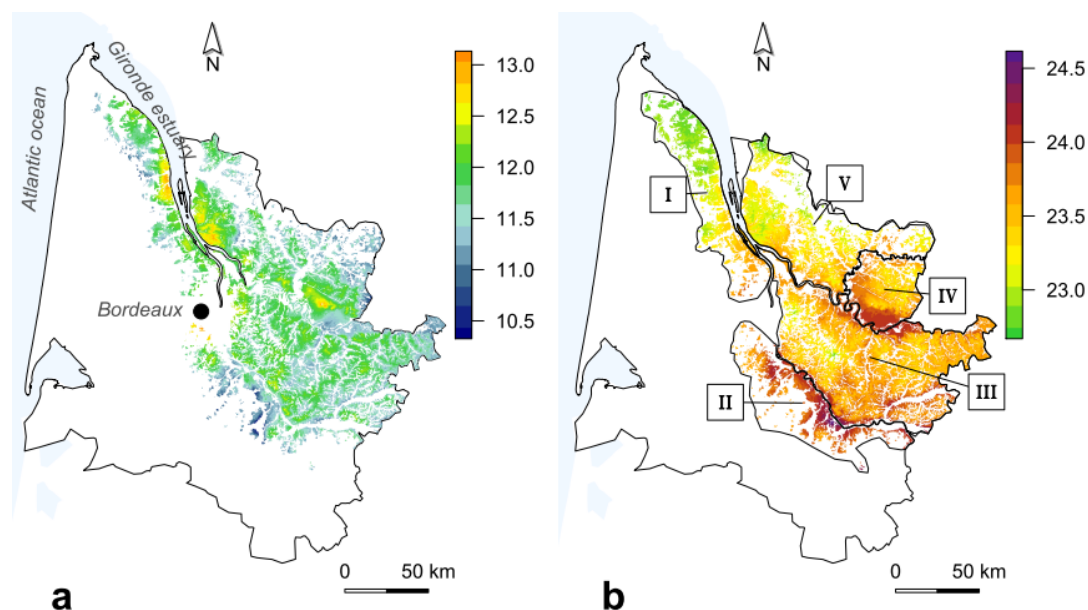 N
Atlantic ocean
Gironde estuary
Bordeaux
13.0
12.5
12.0
11.5
11.0
10.5
0 50 km
a
N
I
V
IV
III
II
24.5
24.0
23.5
23.0
0 50 km
b